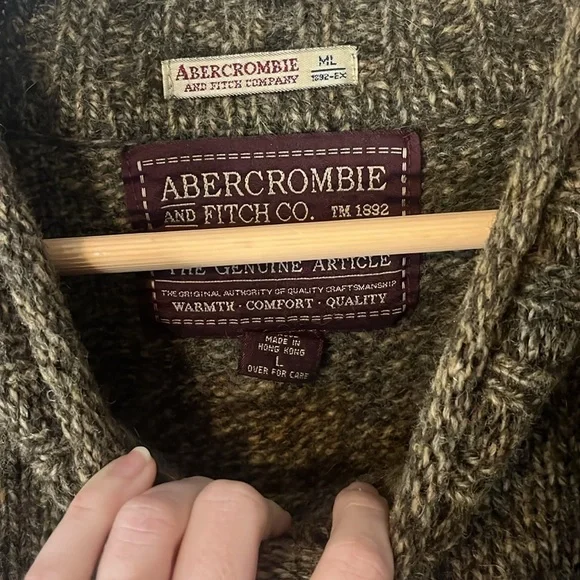 ABERCROMBIE
AND FITCH COMPANY
ML
1892-EX
ABERCROMBIE
AND FITCH CO. TM 1892
THE GENUINE ARTICLE
THE ORIGINAL AUTHORITY OF QUALITY CRAFTSMANSHIP
WARMTH · COMFORT · QUALITY
MADE IN
HONG KONG
L
OVER FOR CARE